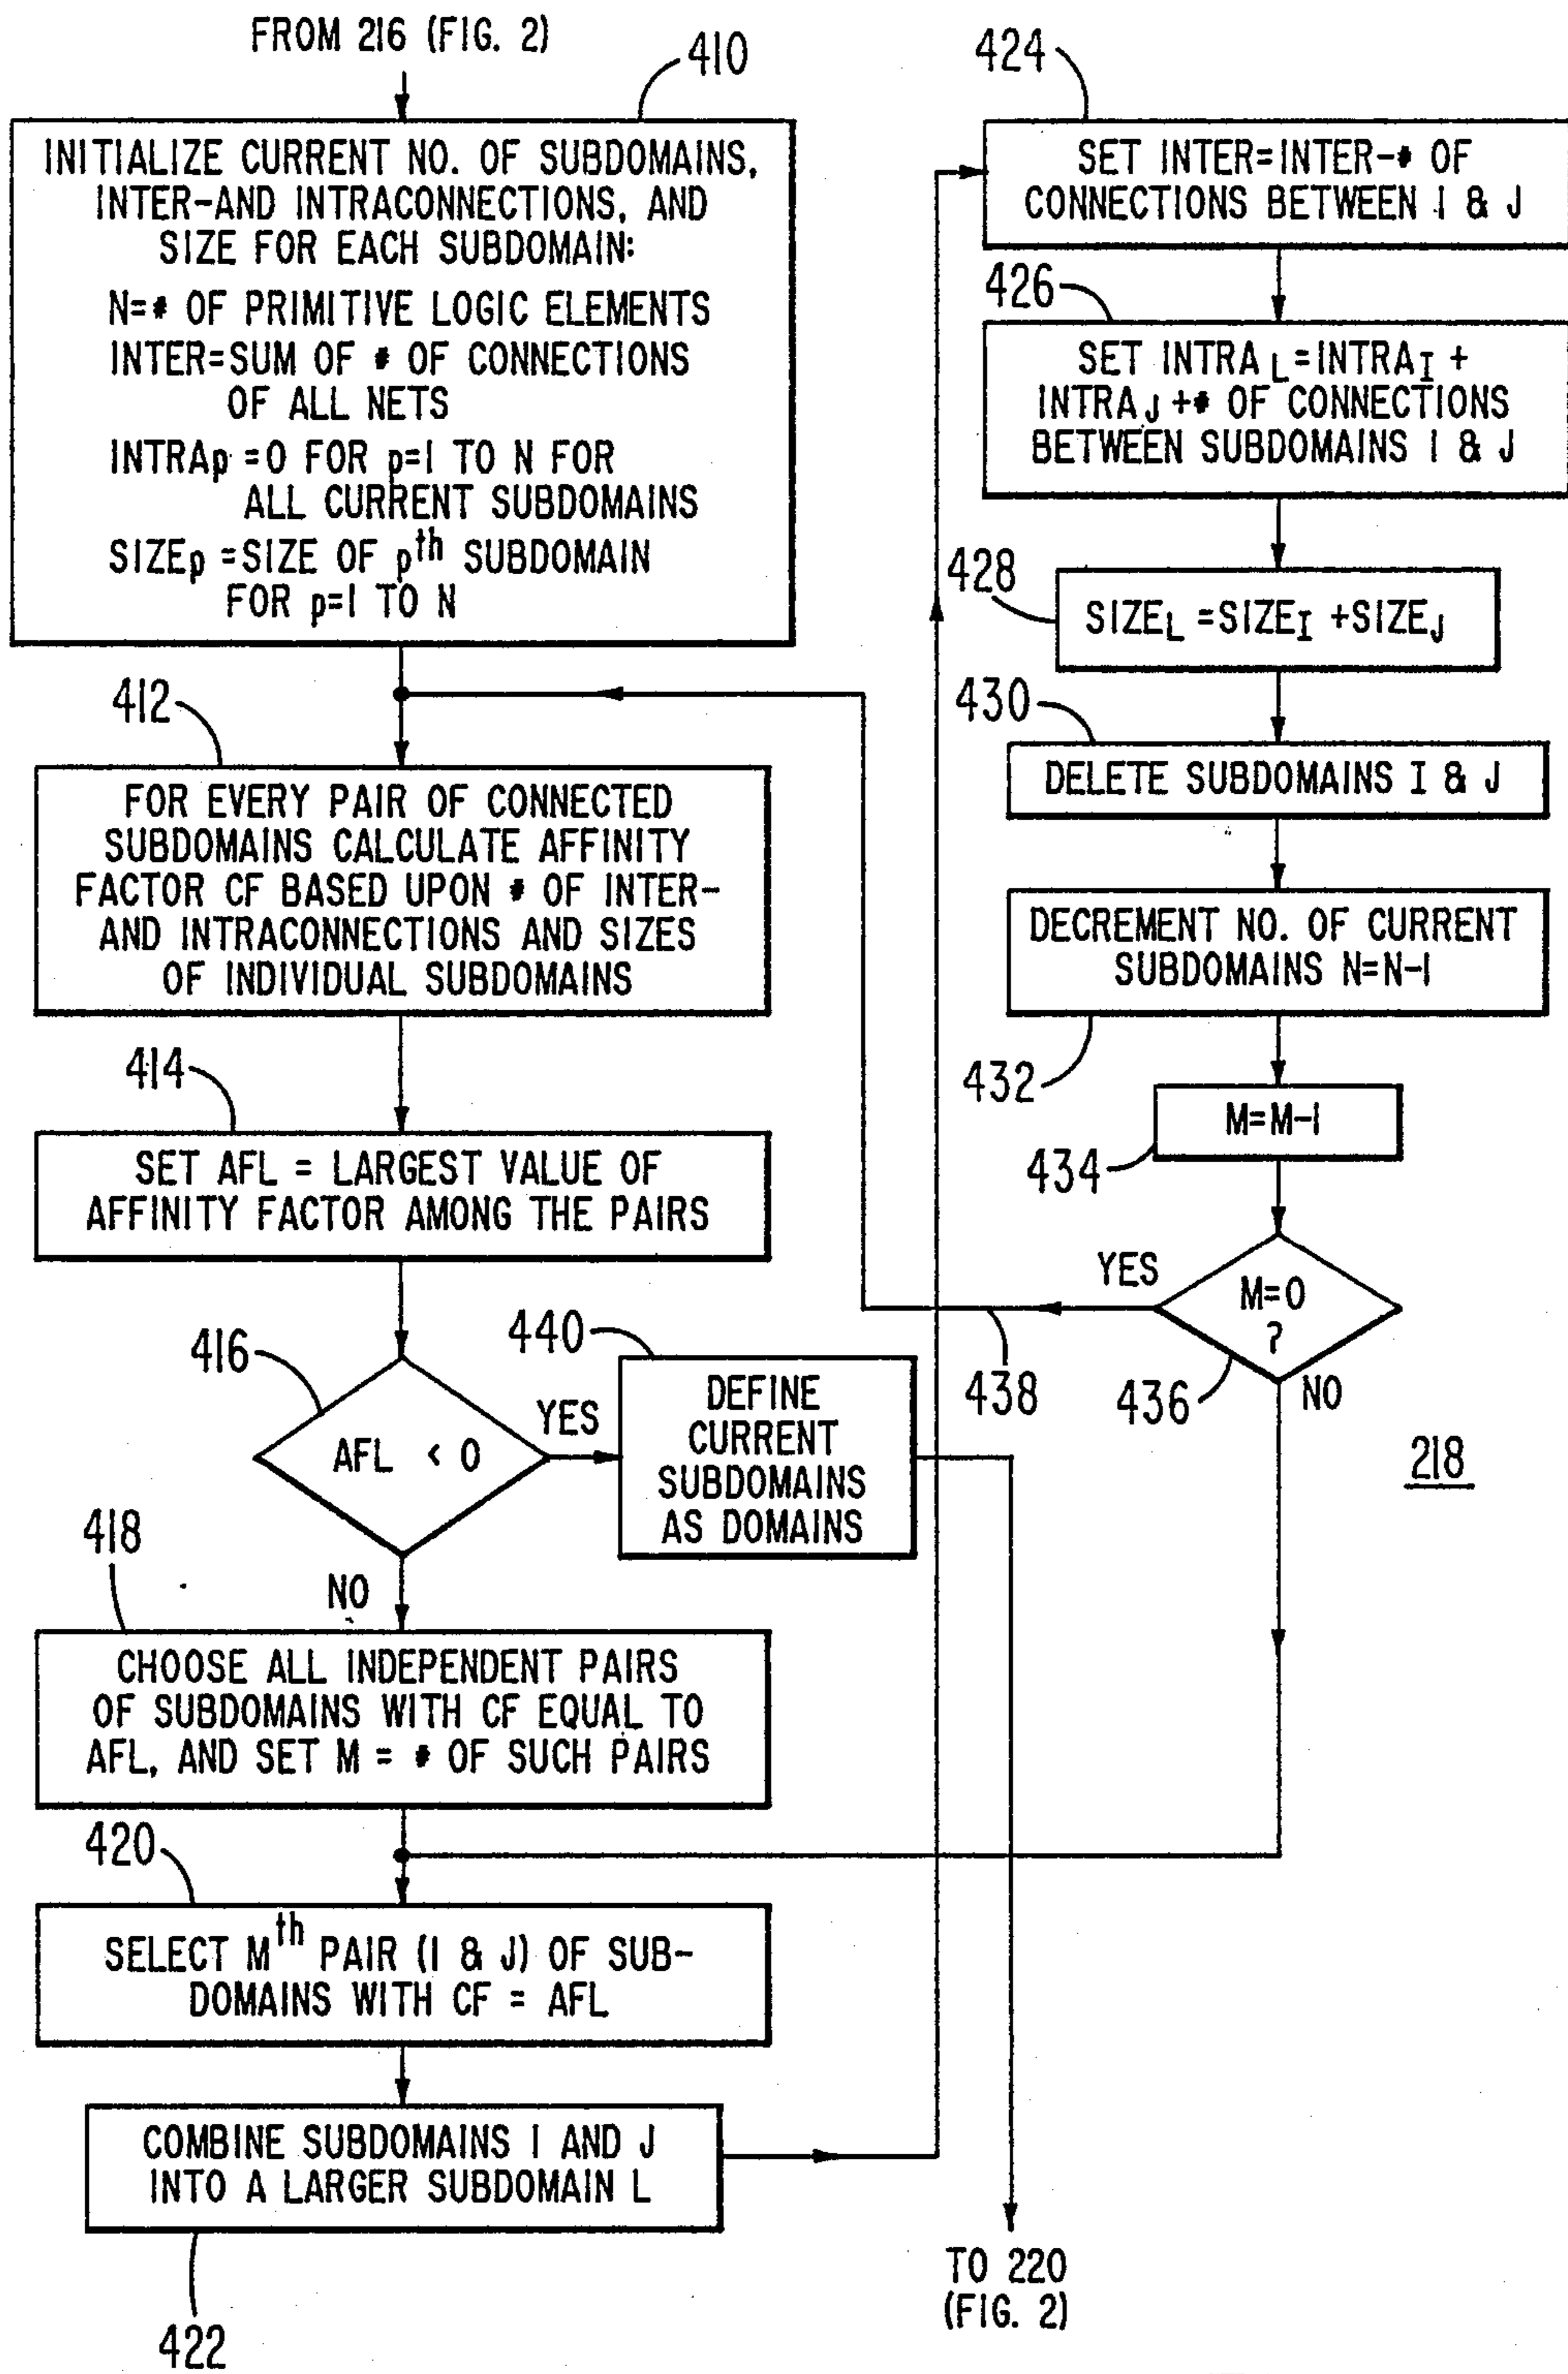 FROM 216 (FIG. 2)
410
INITIALIZE CURRENT NO. OF SUBDOMAINS,
INTER-AND INTRACONNECTIONS, AND
SIZE FOR EACH SUBDOMAIN:
N=# OF PRIMITIVE LOGIC ELEMENTS
INTER=SUM OF # OF CONNECTIONS
OF ALL NETS
INTRAp =0 FOR p=1 TO N FOR
ALL CURRENT SUBDOMAINS
SIZEp =SIZE OF pth SUBDOMAIN
FOR p=1 TO N
412
FOR EVERY PAIR OF CONNECTED
SUBDOMAINS CALCULATE AFFINITY
FACTOR CF BASED UPON # OF INTER-
AND INTRACONNECTIONS AND SIZES
OF INDIVIDUAL SUBDOMAINS
414
SET AFL = LARGEST VALUE OF
AFFINITY FACTOR AMONG THE PAIRS
416
AFL < 0
YES
440
DEFINE
CURRENT
SUBDOMAINS
AS DOMAINS
NO
418
CHOOSE ALL INDEPENDENT PAIRS
OF SUBDOMAINS WITH CF EQUAL TO
AFL, AND SET M = # OF SUCH PAIRS
420
SELECT Mth PAIR (I & J) OF SUB-
DOMAINS WITH CF = AFL
COMBINE SUBDOMAINS I AND J
INTO A LARGER SUBDOMAIN L
422
424
SET INTER=INTER-# OF
CONNECTIONS BETWEEN I & J
426
SET INTRA L=INTRA I +
INTRA J +# OF CONNECTIONS
BETWEEN SUBDOMAINS I & J
428
SIZE L =SIZE I +SIZE J
430
DELETE SUBDOMAINS I & J
DECREMENT NO. OF CURRENT
SUBDOMAINS N=N-1
432
M=M-1
434
YES
M=0
?
438
436
NO
218
TO 220
(FIG. 2)